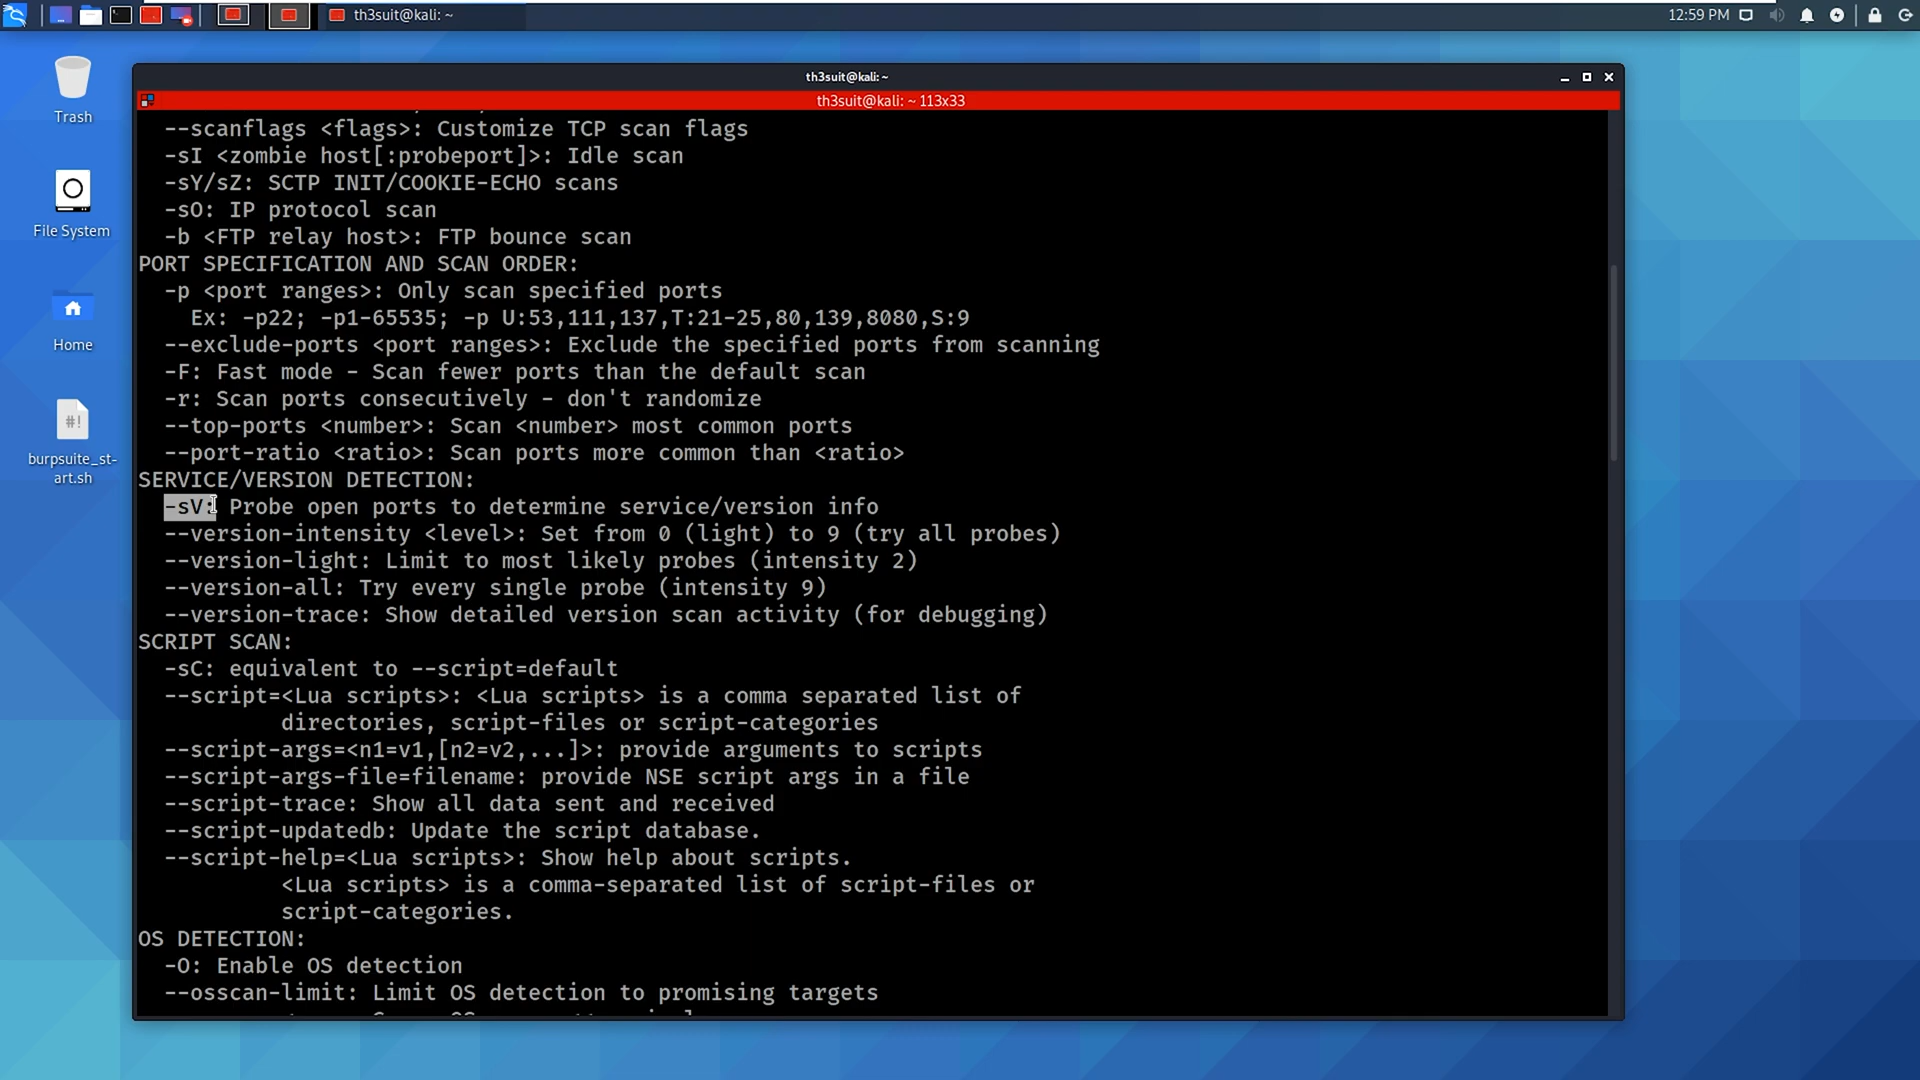 th3suit@kali: ~
12:59 PM
Trash
File System
Home
#!
burpsuite_st-
art.sh
th3suit@kali: ~
th3suit@kali: ~ 113x33
  --scanflags <flags>: Customize TCP scan flags
  -sI <zombie host[:probeport]>: Idle scan
  -sY/sZ: SCTP INIT/COOKIE-ECHO scans
  -sO: IP protocol scan
  -b <FTP relay host>: FTP bounce scan
PORT SPECIFICATION AND SCAN ORDER:
  -p <port ranges>: Only scan specified ports
    Ex: -p22; -p1-65535; -p U:53,111,137,T:21-25,80,139,8080,S:9
  --exclude-ports <port ranges>: Exclude the specified ports from scanning
  -F: Fast mode - Scan fewer ports than the default scan
  -r: Scan ports consecutively - don't randomize
  --top-ports <number>: Scan <number> most common ports
  --port-ratio <ratio>: Scan ports more common than <ratio>
SERVICE/VERSION DETECTION:
  -sV: Probe open ports to determine service/version info
  --version-intensity <level>: Set from 0 (light) to 9 (try all probes)
  --version-light: Limit to most likely probes (intensity 2)
  --version-all: Try every single probe (intensity 9)
  --version-trace: Show detailed version scan activity (for debugging)
SCRIPT SCAN:
  -sC: equivalent to --script=default
  --script=<Lua scripts>: <Lua scripts> is a comma separated list of
           directories, script-files or script-categories
  --script-args=<n1=v1,[n2=v2,...]>: provide arguments to scripts
  --script-args-file=filename: provide NSE script args in a file
  --script-trace: Show all data sent and received
  --script-updatedb: Update the script database.
  --script-help=<Lua scripts>: Show help about scripts.
           <Lua scripts> is a comma-separated list of script-files or
           script-categories.
OS DETECTION:
  -O: Enable OS detection
  --osscan-limit: Limit OS detection to promising targets